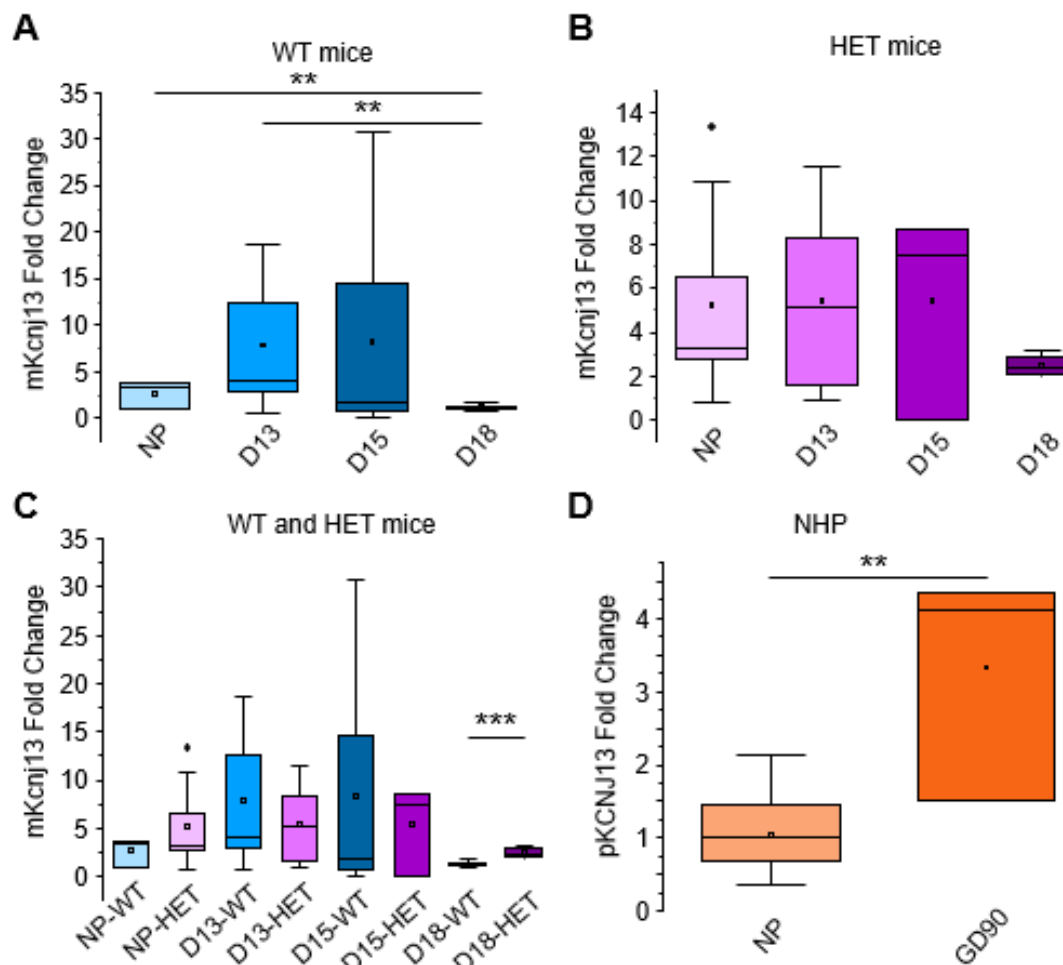 A
WT mice
**
**
mKcnj13 Fold Change
35
30
25
20
15
10
5
0
NP
D13
D15
D18
B
HET mice
mKcnj13 Fold Change
14
12
10
8
6
4
2
0
NP
D13
D15
D18
C
WT and HET mice
***
mKcnj13 Fold Change
35
30
25
20
15
10
5
0
NP-WT
NP-HET
D13-WT
D13-HET
D15-WT
D15-HET
D18-WT
D18-HET
D
NHP
**
pKCNJ13 Fold Change
4
3
2
1
0
NP
GD90